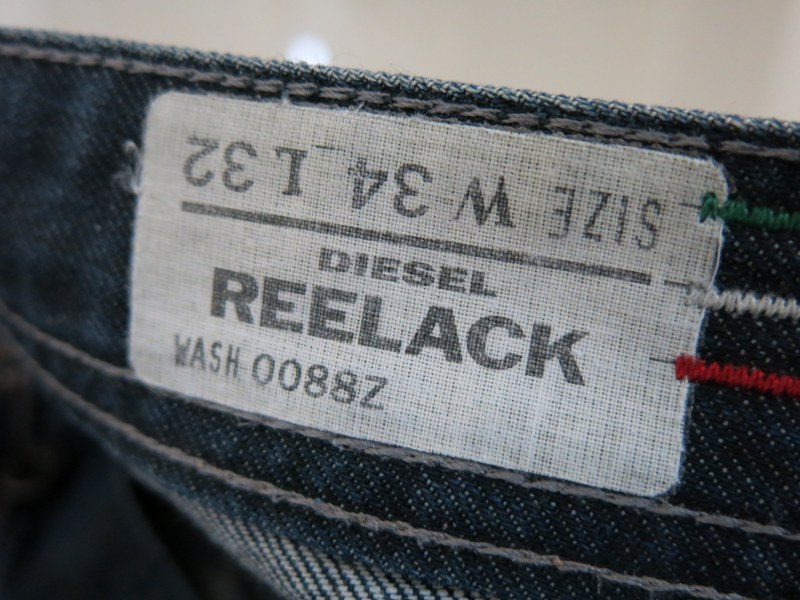 SIZE W 34 L 32
DIESEL
REELACK
WASH 0088Z